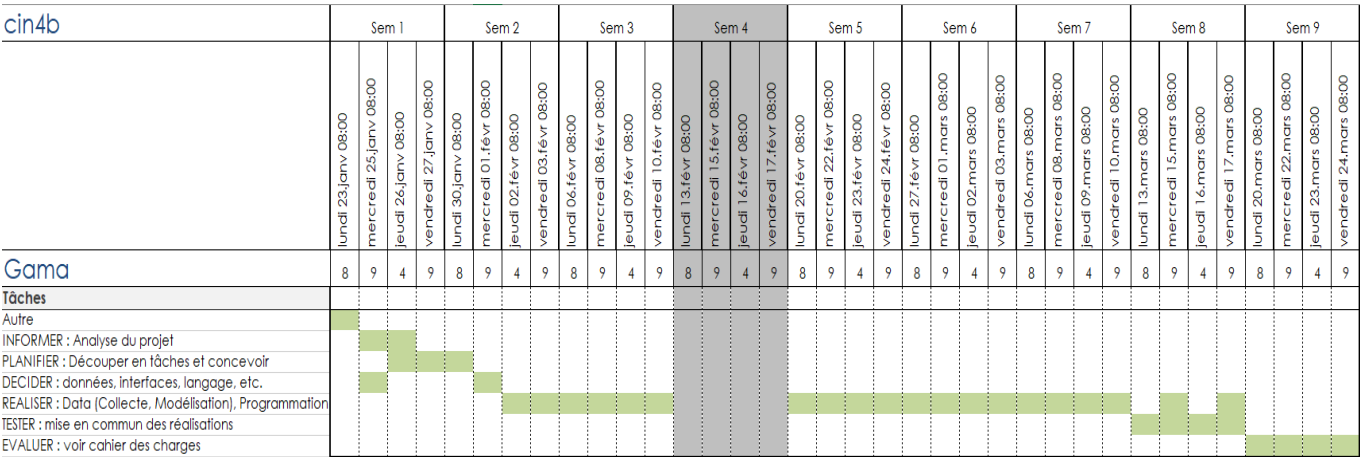 cin4b Sem 1 Sem 2 Sem 3 Sem 4 Sem 5 Sem 6 Sem 7 Sem 8 Sem 9
lundi 23.janv 08:00
mercredi 25.janv 08:00
jeudi 26.janv 08:00
vendredi 27.janv 08:00
lundi 30.janv 08:00
mercredi 01.févr 08:00
jeudi 02.févr 08:00
vendredi 03.févr 08:00
lundi 06.févr 08:00
mercredi 08.févr 08:00
jeudi 09.févr 08:00
vendredi 10.févr 08:00
lundi 13.févr 08:00
mercredi 15.févr 08:00
jeudi 16.févr 08:00
vendredi 17.févr 08:00
lundi 20.févr 08:00
mercredi 22.févr 08:00
jeudi 23.févr 08:00
vendredi 24.févr 08:00
lundi 27.févr 08:00
mercredi 01.mars 08:00
jeudi 02.mars 08:00
vendredi 03.mars 08:00
lundi 06.mars 08:00
mercredi 08.mars 08:00
jeudi 09.mars 08:00
vendredi 10.mars 08:00
lundi 13.mars 08:00
mercredi 15.mars 08:00
jeudi 16.mars 08:00
vendredi 17.mars 08:00
lundi 20.mars 08:00
mercredi 22.mars 08:00
jeudi 23.mars 08:00
vendredi 24.mars 08:00
Gama 8 9 4 9 8 9 4 9 8 9 4 9 8 9 4 9 8 9 4 9 8 9 4 9 8 9 4 9 8 9 4 9 8 9 4 9
Tâches
Autre
INFORMER : Analyse du projet
PLANIFIER : Découper en tâches et concevoir
DECIDER : données, interfaces, langage, etc.
REALISER : Data (Collecte, Modélisation), Programmation
TESTER : mise en commun des réalisations
EVALUER : voir cahier des charges